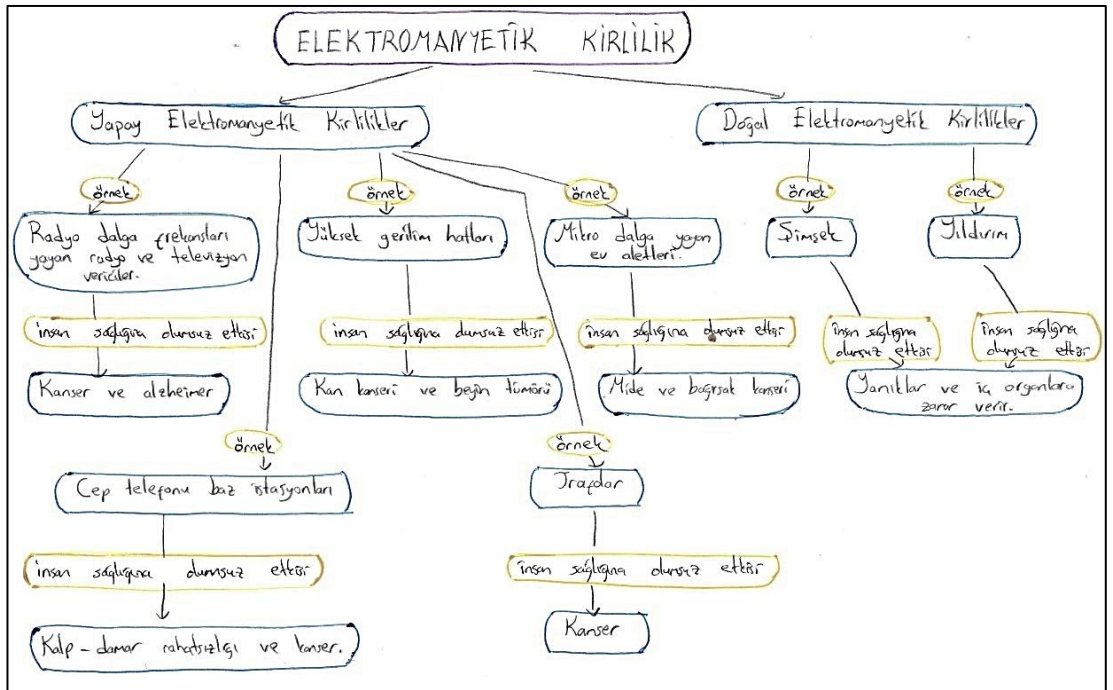 ELEKTROMANYETİK KİRLİLİK
Yapay Elektromanyetik Kirlilikler
Doğal Elektromanyetik Kirlilikler
örnek
örnek
örnek
örnek
örnek
Radyo dalga frekansları
yayan radyo ve televizyon
vericiler.
Yüksek gerilim hatları
Mikro dalga yayan
ev aletleri.
Şimşek
Yıldırım
insan sağlığına olumsuz etkisi
insan sağlığına olumsuz etkisi
insan sağlığına olumsuz etkisi
insan sağlığına
olumsuz etkisi
insan sağlığına
olumsuz etkisi
Kanser ve alzheimer
Kan kanseri ve beyin tümörü
Mide ve bağırsak kanseri
Yanıklar ve iç organlara
zarar verir.
örnek
örnek
Cep telefonu baz istasyonları
Trafolar
insan sağlığına olumsuz etkisi
insan sağlığına olumsuz etkisi
Kalp-damar rahatsızlığı ve kanser.
Kanser